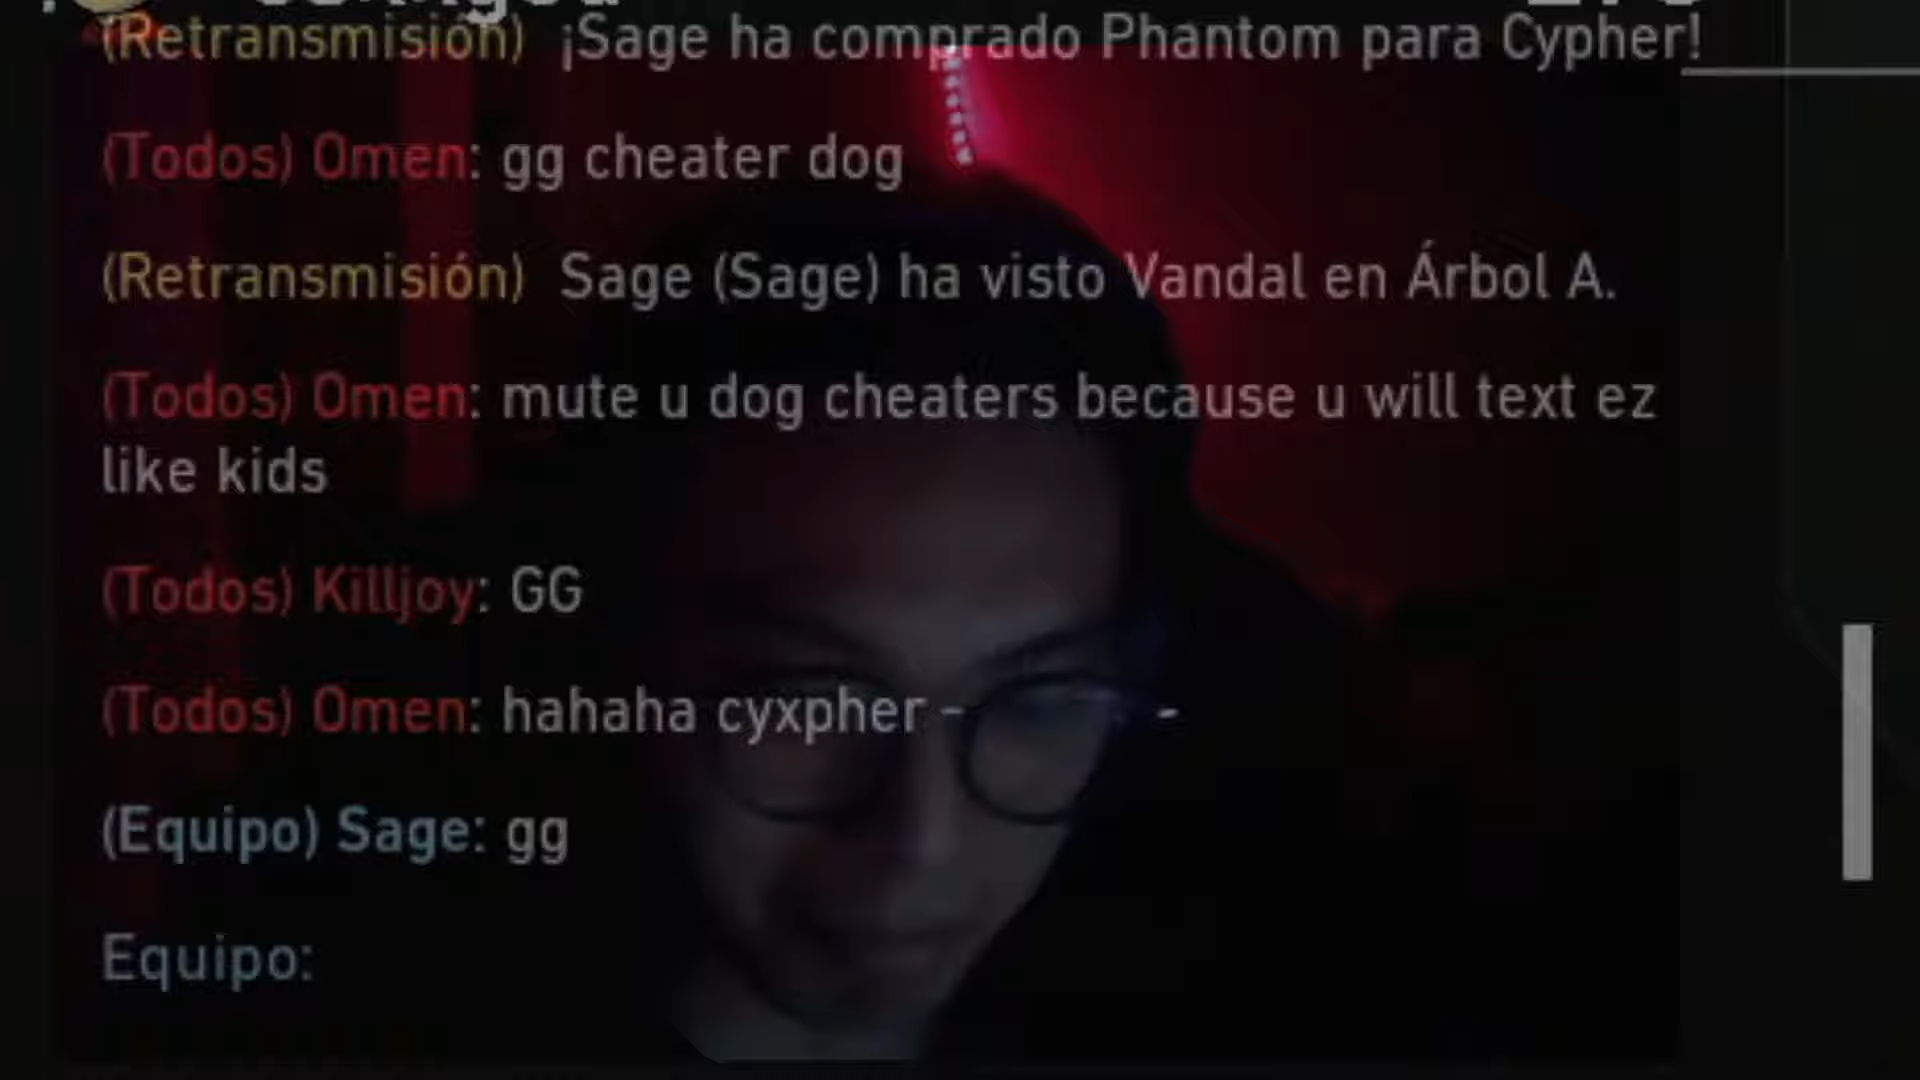 (Retransmisión) ¡Sage ha comprado Phantom para Cypher!
(Todos) Omen: gg cheater dog
(Retransmisión) Sage (Sage) ha visto Vandal en Árbol A.
(Todos) Omen: mute u dog cheaters because u will text ez
like kids
(Todos) Killjoy: GG
(Todos) Omen: hahaha cyxpher
(Equipo) Sage: gg
Equipo: